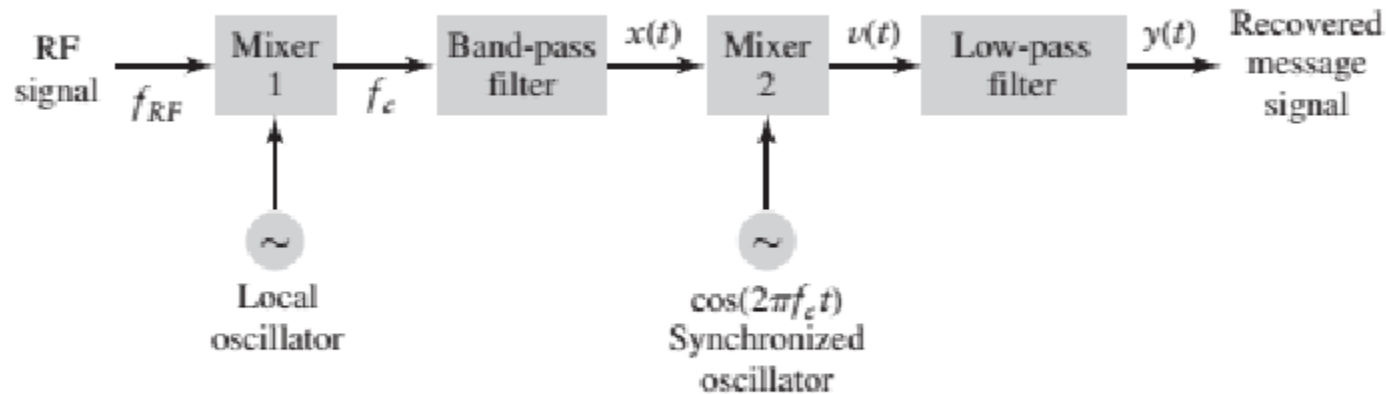 RF
signal
f_RF
Mixer
1
f_c
Band-pass
filter
x(t)
Mixer
2
v(t)
Low-pass
filter
y(t)
Recovered
message
signal
~
Local
oscillator
~
cos(2πf_c t)
Synchronized
oscillator